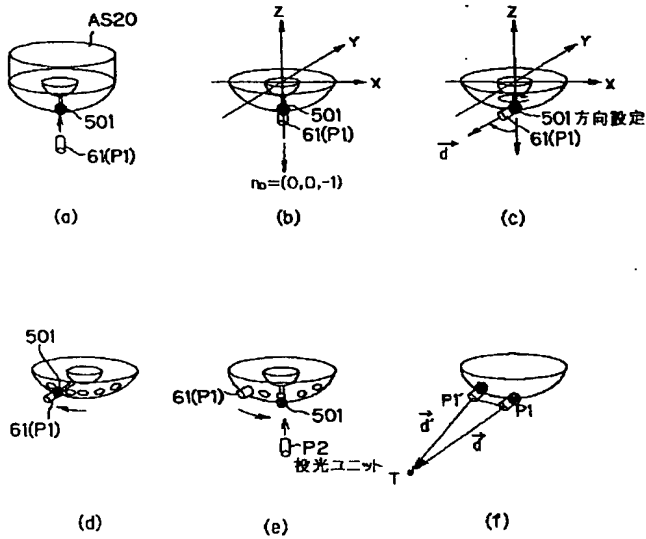 AS20
501
61(P1)
(a)
Z
Y
X
501
61(P1)
n₀=(0,0,-1)
(b)
Z
Y
X
501 方向設定
61(P1)
d
(c)
501
61(P1)
(d)
61(P1)
501
P2
投光ユニット
(e)
P1'
P1
d'
d
T
(f)